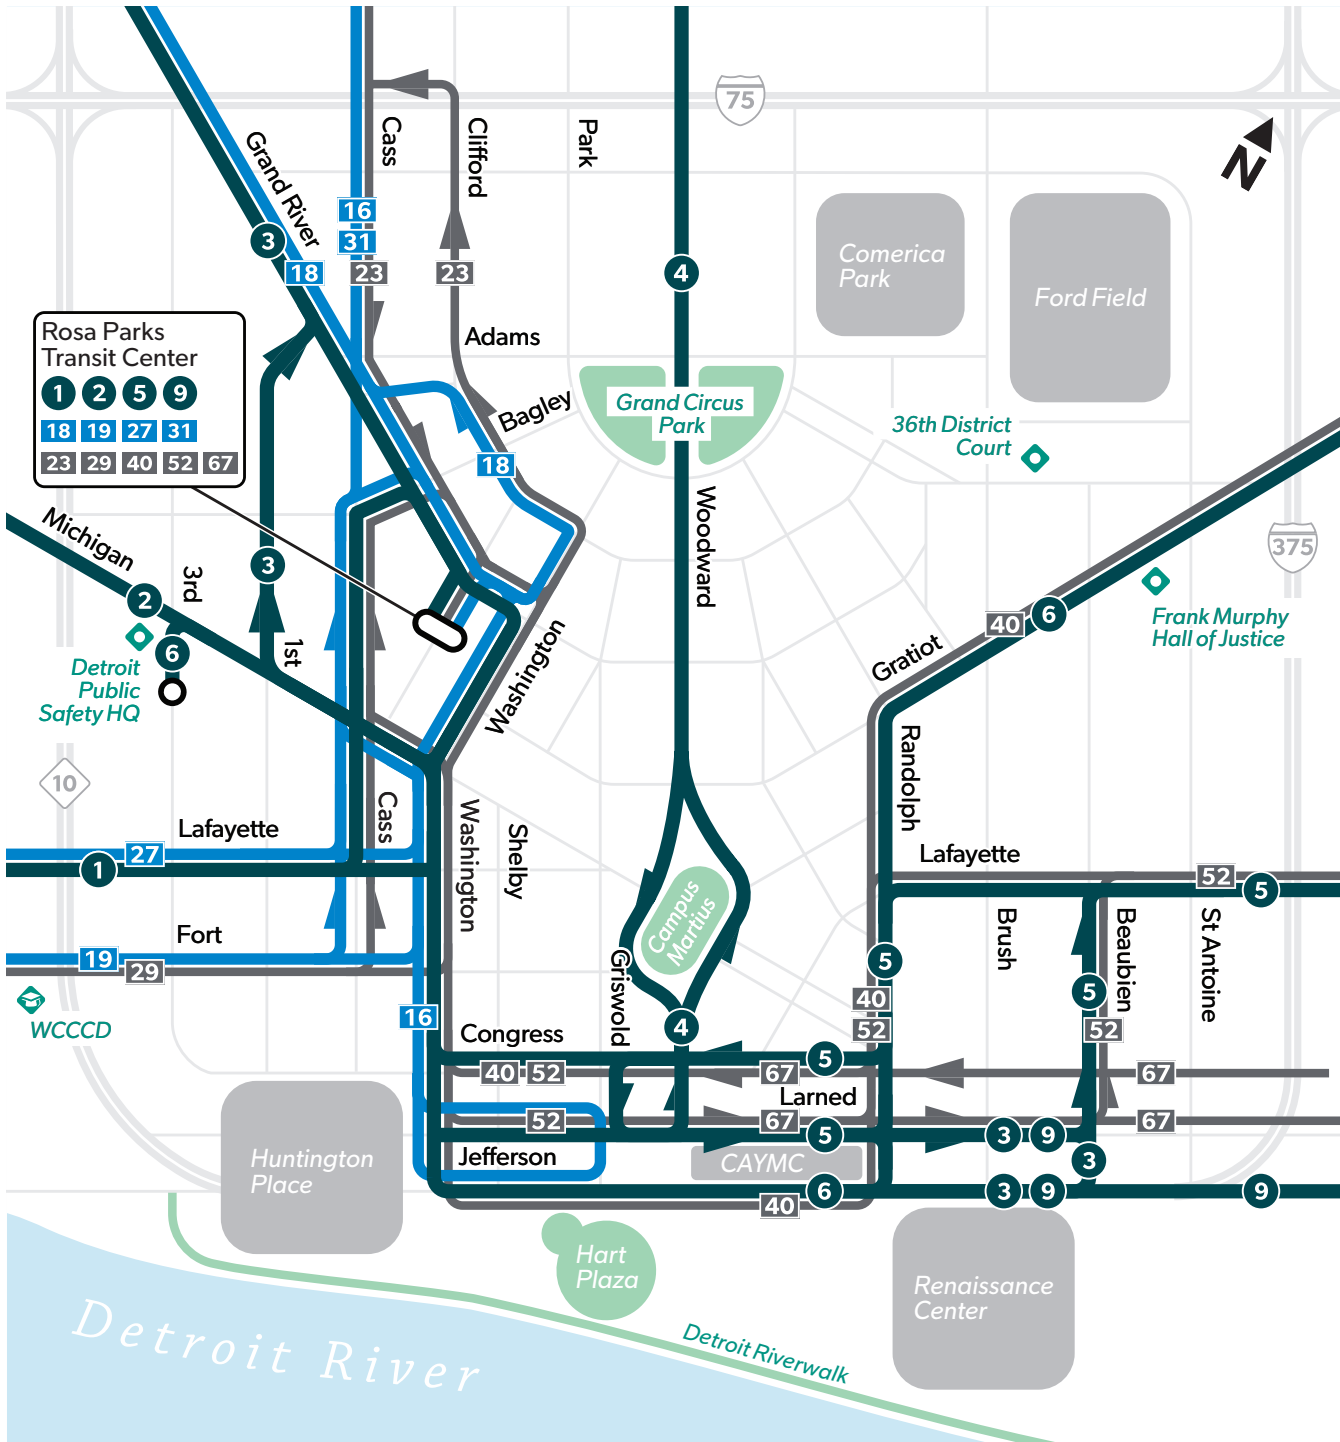 75
N
Cass
Clifford
Park
Grand River
16
31
3
18
23
23
4
Comerica
Park
Ford Field
Rosa Parks
Transit Center
1 2 5 9
18 19 27 31
23 29 40 52 67
Adams
Bagley
Grand Circus
Park
36th District
Court
18
Woodward
Michigan
3rd
3
2
375
6
1st
Detroit
Public
Safety HQ
Washington
40
6
Frank Murphy
Hall of Justice
Gratiot
10
Randolph
Cass
Washington
Shelby
Lafayette
27
1
Lafayette
52
5
Campus
Martius
Griswold
Brush
Beaubien
St Antoine
Fort
19
29
WCCCD
16
5
40
52
5
52
4
Congress
5
40
52
67
67
Larned
52
67
67
5
3
9
Jefferson
CAYMC
3
6
3
9
9
40
Huntington
Place
Hart
Plaza
Renaissance
Center
Detroit River
Detroit Riverwalk